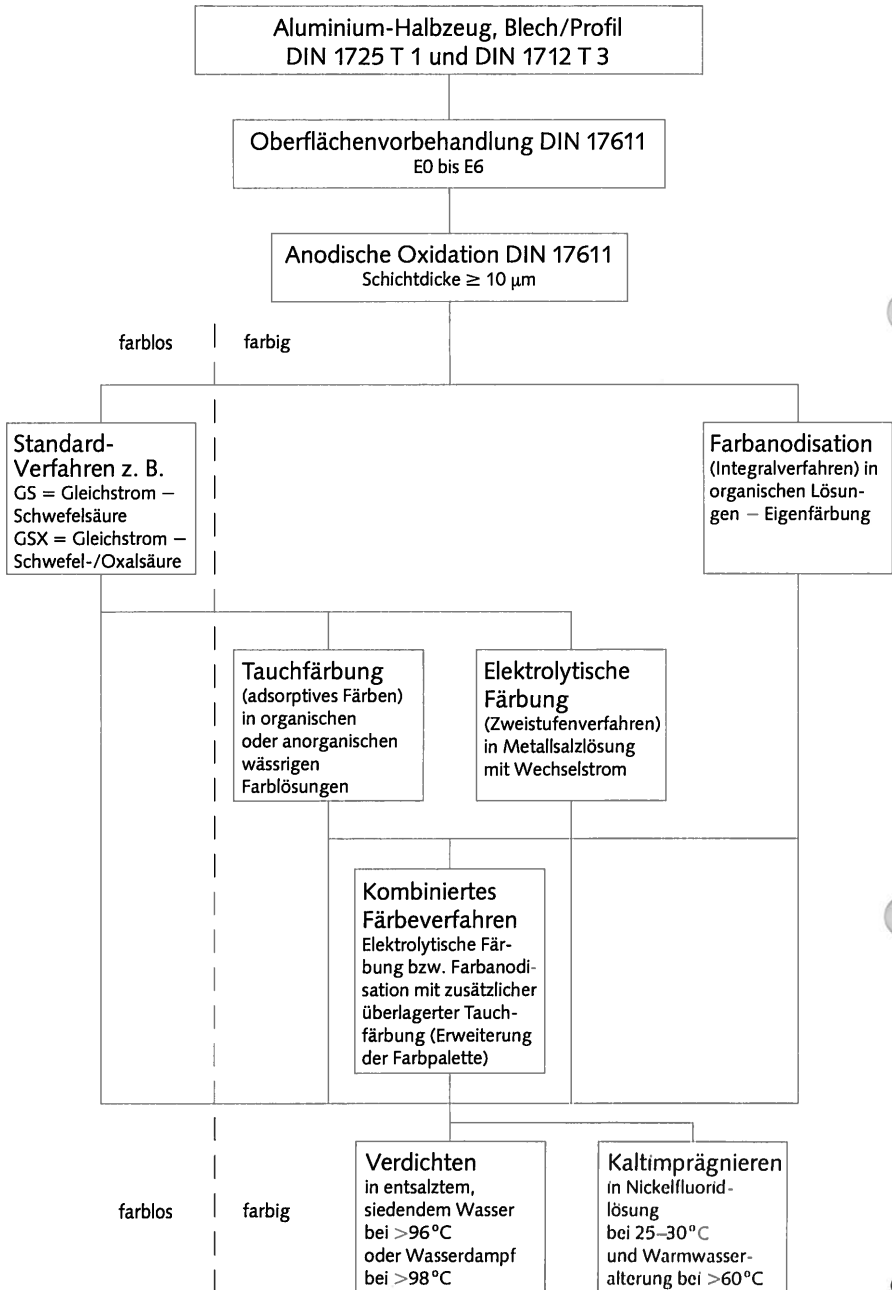 Aluminium-Halbzeug, Blech/Profil
DIN 1725 T 1 und DIN 1712 T 3
Oberflächenvorbehandlung DIN 17611
E0 bis E6
Anodische Oxidation DIN 17611
Schichtdicke ≥ 10 μm
farblos
farbig
Standard-
Verfahren z. B.
GS = Gleichstrom –
Schwefelsäure
GSX = Gleichstrom –
Schwefel-/Oxalsäure
Farbanodisation
(Integralverfahren) in
organischen Lösun-
gen – Eigenfärbung
Tauchfärbung
(adsorptives Färben)
in organischen
oder anorganischen
wässrigen
Farblösungen
Elektrolytische
Färbung
(Zweistufenverfahren)
in Metallsalzlösung
mit Wechselstrom
Kombiniertes
Färbeverfahren
Elektrolytische Fär-
bung bzw. Farbanodi-
sation mit zusätzlicher
überlagerter Tauch-
färbung (Erweiterung
der Farbpalette)
farblos
farbig
Verdichten
in entsalztem,
siedendem Wasser
bei >96°C
oder Wasserdampf
bei >98°C
Kaltimprägnieren
in Nickelfluorid-
lösung
bei 25–30°C
und Warmwasser-
alterung bei >60°C